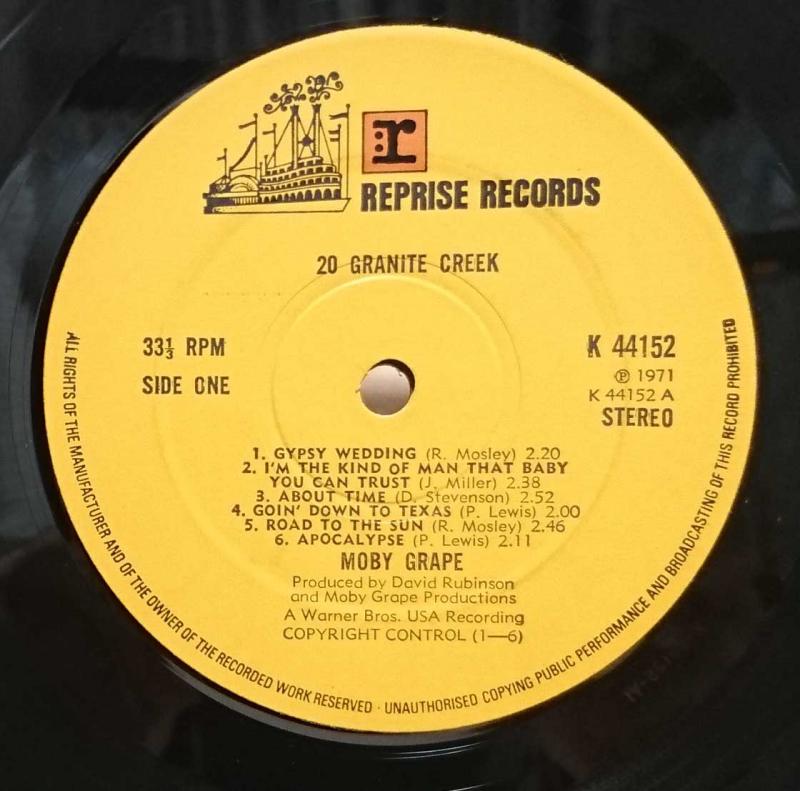 r
REPRISE RECORDS
20 GRANITE CREEK
33⅓ RPM
SIDE ONE
K 44152
Ⓟ 1971
K 44152 A
STEREO
1. GYPSY WEDDING (R. Mosley) 2.20
2. I'M THE KIND OF MAN THAT BABY
YOU CAN TRUST (J. Miller) 2.38
3. ABOUT TIME (D. Stevenson) 2.52
4. GOIN' DOWN TO TEXAS (P. Lewis) 2.00
5. ROAD TO THE SUN (R. Mosley) 2.46
6. APOCALYPSE (P. Lewis) 2.11
MOBY GRAPE
Produced by David Rubinson
and Moby Grape Productions
A Warner Bros. USA Recording
COPYRIGHT CONTROL (1—6)
ALL RIGHTS OF THE MANUFACTURER AND OF THE OWNER OF THE RECORDED WORK RESERVED · UNAUTHORISED COPYING PUBLIC PERFORMANCE AND BROADCASTING OF THIS RECORD PROHIBITED